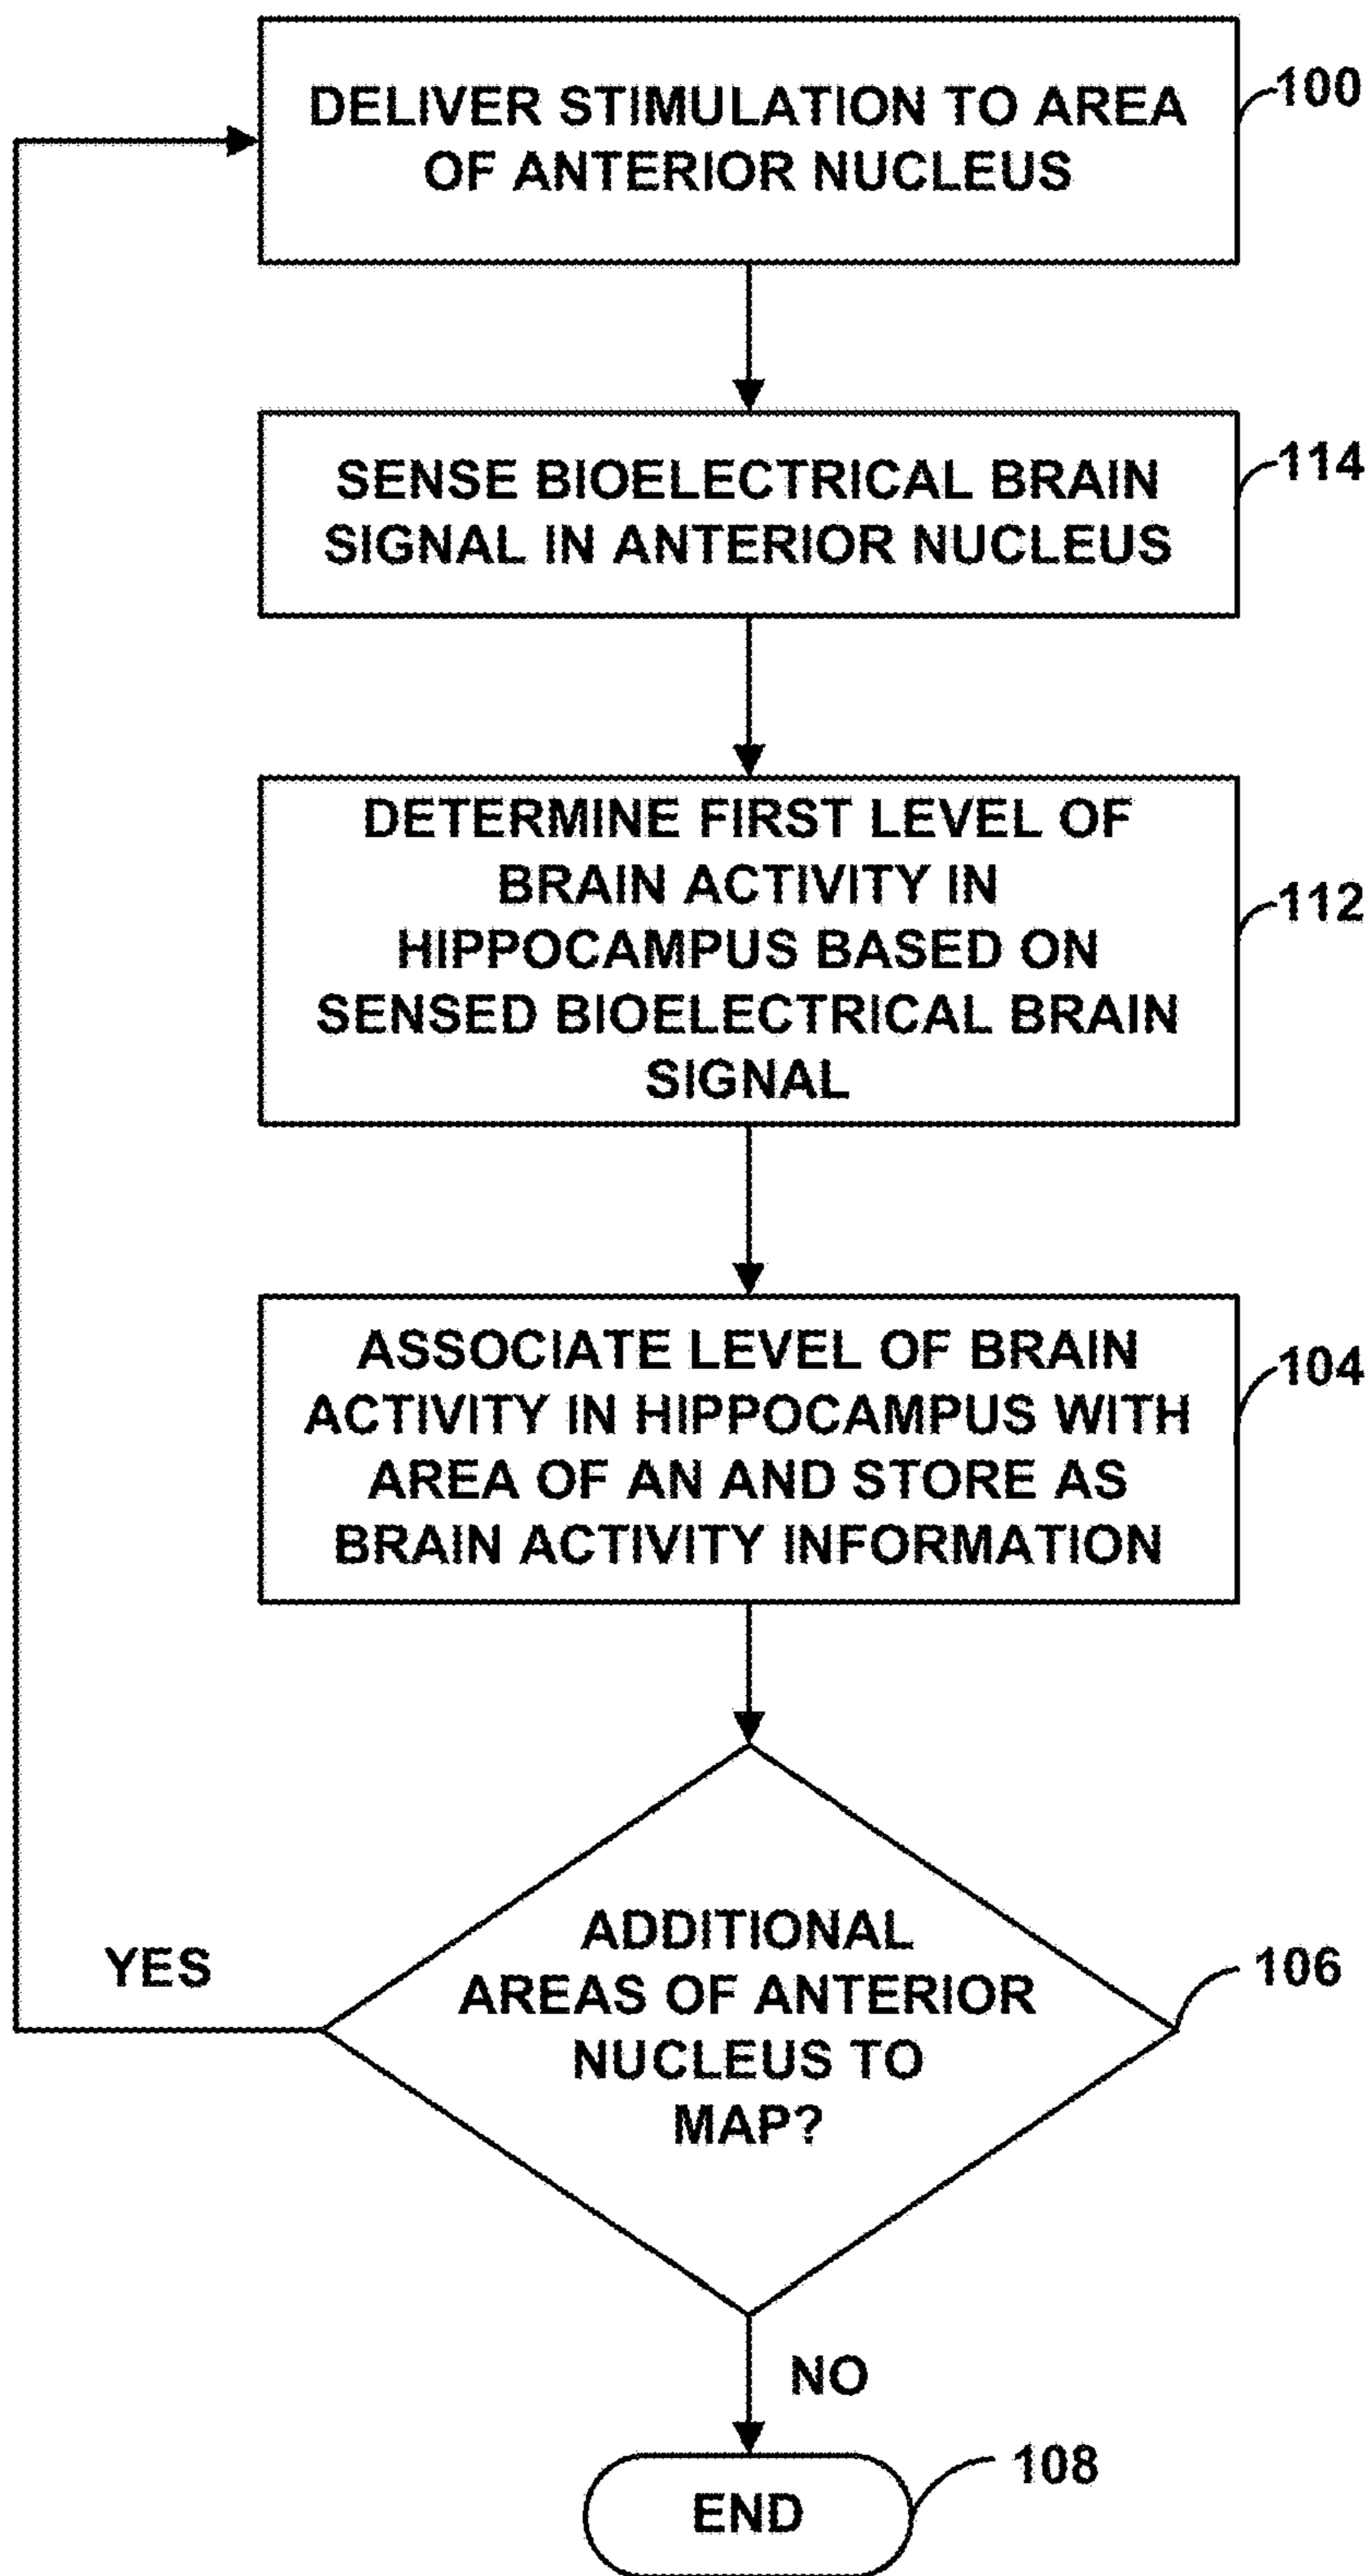 DELIVER STIMULATION TO AREA
OF ANTERIOR NUCLEUS
100
SENSE BIOELECTRICAL BRAIN
SIGNAL IN ANTERIOR NUCLEUS
114
DETERMINE FIRST LEVEL OF
BRAIN ACTIVITY IN
HIPPOCAMPUS BASED ON
SENSED BIOELECTRICAL BRAIN
SIGNAL
112
ASSOCIATE LEVEL OF BRAIN
ACTIVITY IN HIPPOCAMPUS WITH
AREA OF AN AND STORE AS
BRAIN ACTIVITY INFORMATION
104
YES
ADDITIONAL
AREAS OF ANTERIOR
NUCLEUS TO
MAP?
106
NO
END
108